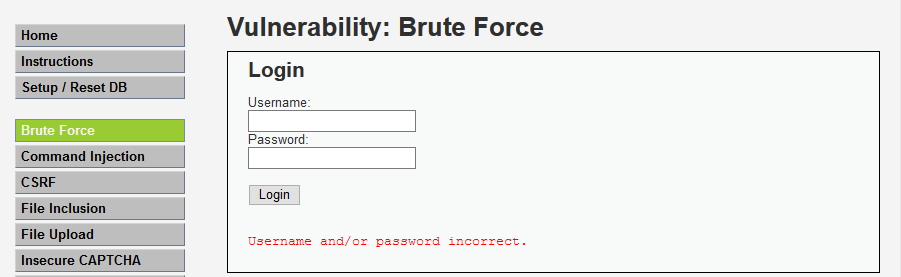 Home
Instructions
Setup / Reset DB
Brute Force
Command Injection
CSRF
File Inclusion
File Upload
Insecure CAPTCHA
Vulnerability: Brute Force
Login
Username:
Password:
Login
Username and/or password incorrect.